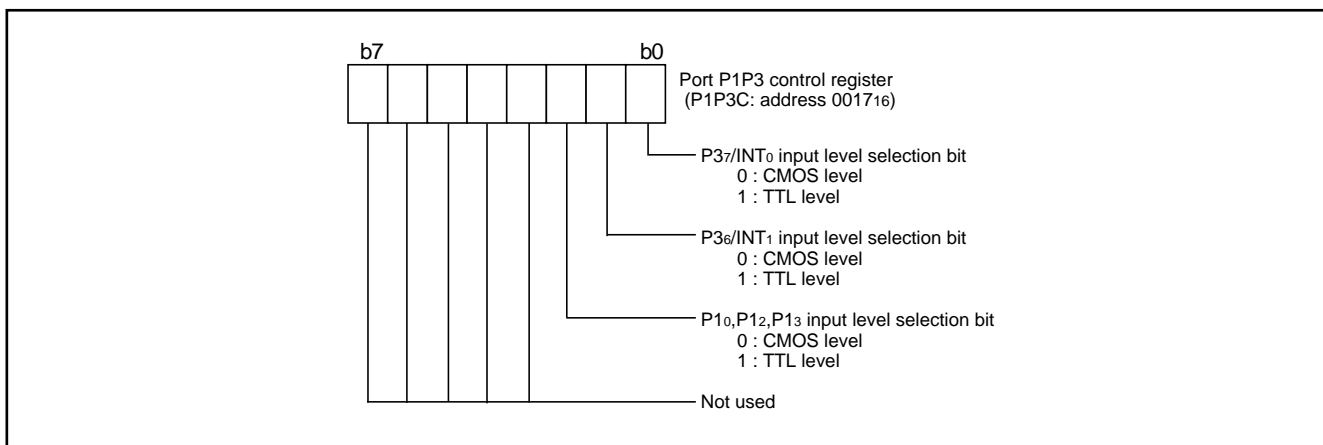 b7 b0
Port P1P3 control register
(P1P3C: address 001716)
P37/INT0 input level selection bit
0 : CMOS level
1 : TTL level
P36/INT1 input level selection bit
0 : CMOS level
1 : TTL level
P10,P12,P13 input level selection bit
0 : CMOS level
1 : TTL level
Not used